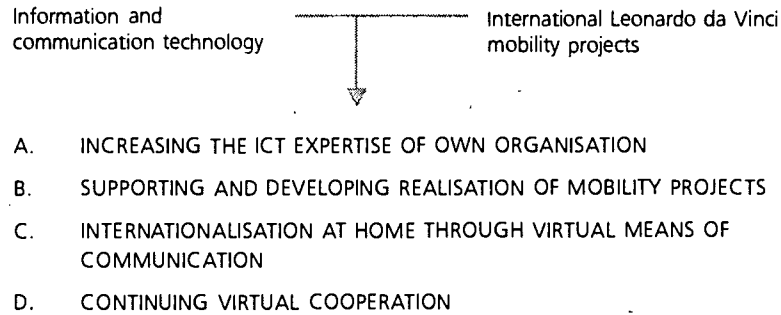 Information and
communication technology
International Leonardo da Vinci
mobility projects
A. INCREASING THE ICT EXPERTISE OF OWN ORGANISATION
B. SUPPORTING AND DEVELOPING REALISATION OF MOBILITY PROJECTS
C. INTERNATIONALISATION AT HOME THROUGH VIRTUAL MEANS OF
COMMUNICATION
D. CONTINUING VIRTUAL COOPERATION